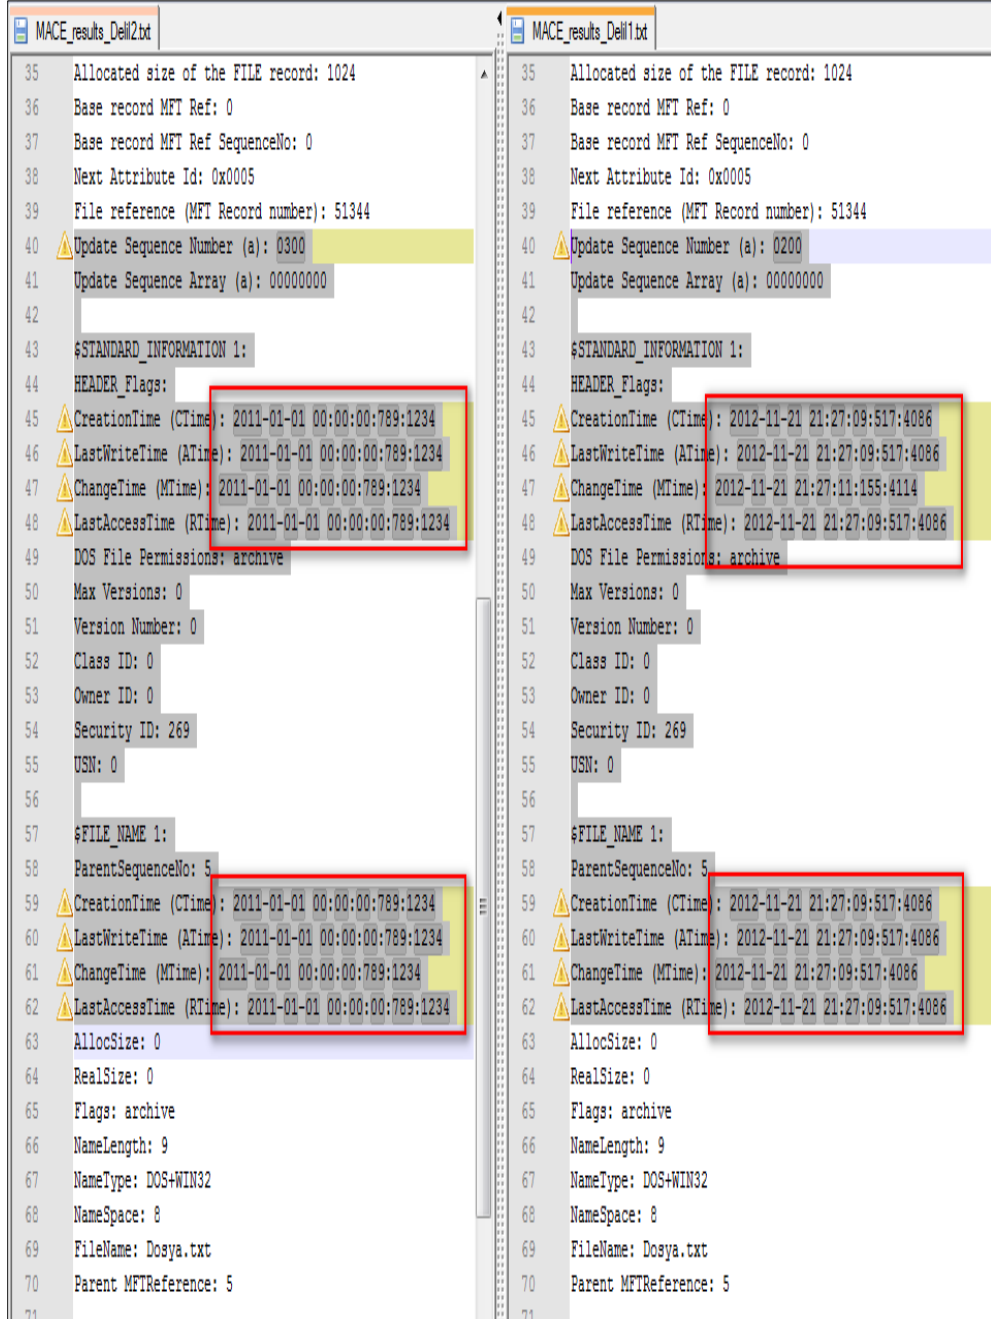 MACE_results_Delil2.txt
35 Allocated size of the FILE record: 1024
36 Base record MFT Ref: 0
37 Base record MFT Ref SequenceNo: 0
38 Next Attribute Id: 0x0005
39 File reference (MFT Record number): 51344
40 Update Sequence Number (a): 0300
41 Update Sequence Array (a): 00000000
42
43 $STANDARD_INFORMATION 1:
44 HEADER_Flags:
45 CreationTime (CTime): 2011-01-01 00:00:00:789:1234
46 LastWriteTime (ATime): 2011-01-01 00:00:00:789:1234
47 ChangeTime (MTime): 2011-01-01 00:00:00:789:1234
48 LastAccessTime (RTime): 2011-01-01 00:00:00:789:1234
49 DOS File Permissions: archive
50 Max Versions: 0
51 Version Number: 0
52 Class ID: 0
53 Owner ID: 0
54 Security ID: 269
55 USN: 0
56
57 $FILE_NAME 1:
58 ParentSequenceNo: 5
59 CreationTime (CTime): 2011-01-01 00:00:00:789:1234
60 LastWriteTime (ATime): 2011-01-01 00:00:00:789:1234
61 ChangeTime (MTime): 2011-01-01 00:00:00:789:1234
62 LastAccessTime (RTime): 2011-01-01 00:00:00:789:1234
63 AllocSize: 0
64 RealSize: 0
65 Flags: archive
66 NameLength: 9
67 NameType: DOS+WIN32
68 NameSpace: 8
69 FileName: Dosya.txt
70 Parent MFTReference: 5
71
MACE_results_Delil1.txt
35 Allocated size of the FILE record: 1024
36 Base record MFT Ref: 0
37 Base record MFT Ref SequenceNo: 0
38 Next Attribute Id: 0x0005
39 File reference (MFT Record number): 51344
40 Update Sequence Number (a): 0200
41 Update Sequence Array (a): 00000000
42
43 $STANDARD_INFORMATION 1:
44 HEADER_Flags:
45 CreationTime (CTime): 2012-11-21 21:27:09:517:4086
46 LastWriteTime (ATime): 2012-11-21 21:27:09:517:4086
47 ChangeTime (MTime): 2012-11-21 21:27:11:155:4114
48 LastAccessTime (RTime): 2012-11-21 21:27:09:517:4086
49 DOS File Permissions: archive
50 Max Versions: 0
51 Version Number: 0
52 Class ID: 0
53 Owner ID: 0
54 Security ID: 269
55 USN: 0
56
57 $FILE_NAME 1:
58 ParentSequenceNo: 5
59 CreationTime (CTime): 2012-11-21 21:27:09:517:4086
60 LastWriteTime (ATime): 2012-11-21 21:27:09:517:4086
61 ChangeTime (MTime): 2012-11-21 21:27:09:517:4086
62 LastAccessTime (RTime): 2012-11-21 21:27:09:517:4086
63 AllocSize: 0
64 RealSize: 0
65 Flags: archive
66 NameLength: 9
67 NameType: DOS+WIN32
68 NameSpace: 8
69 FileName: Dosya.txt
70 Parent MFTReference: 5
71